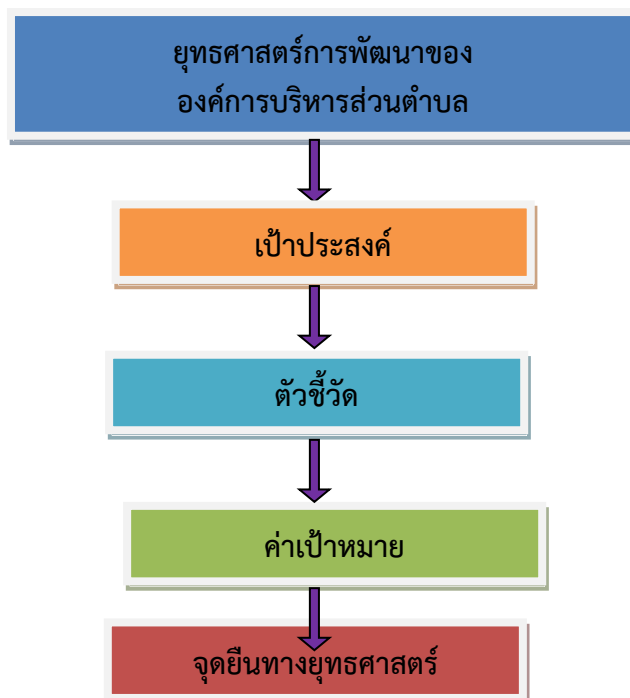 ยุทธศาสตร์การพัฒนาของ
องค์การบริหารส่วนตำบล
เป้าประสงค์
ตัวชี้วัด
ค่าเป้าหมาย
จุดยืนทางยุทธศาสตร์